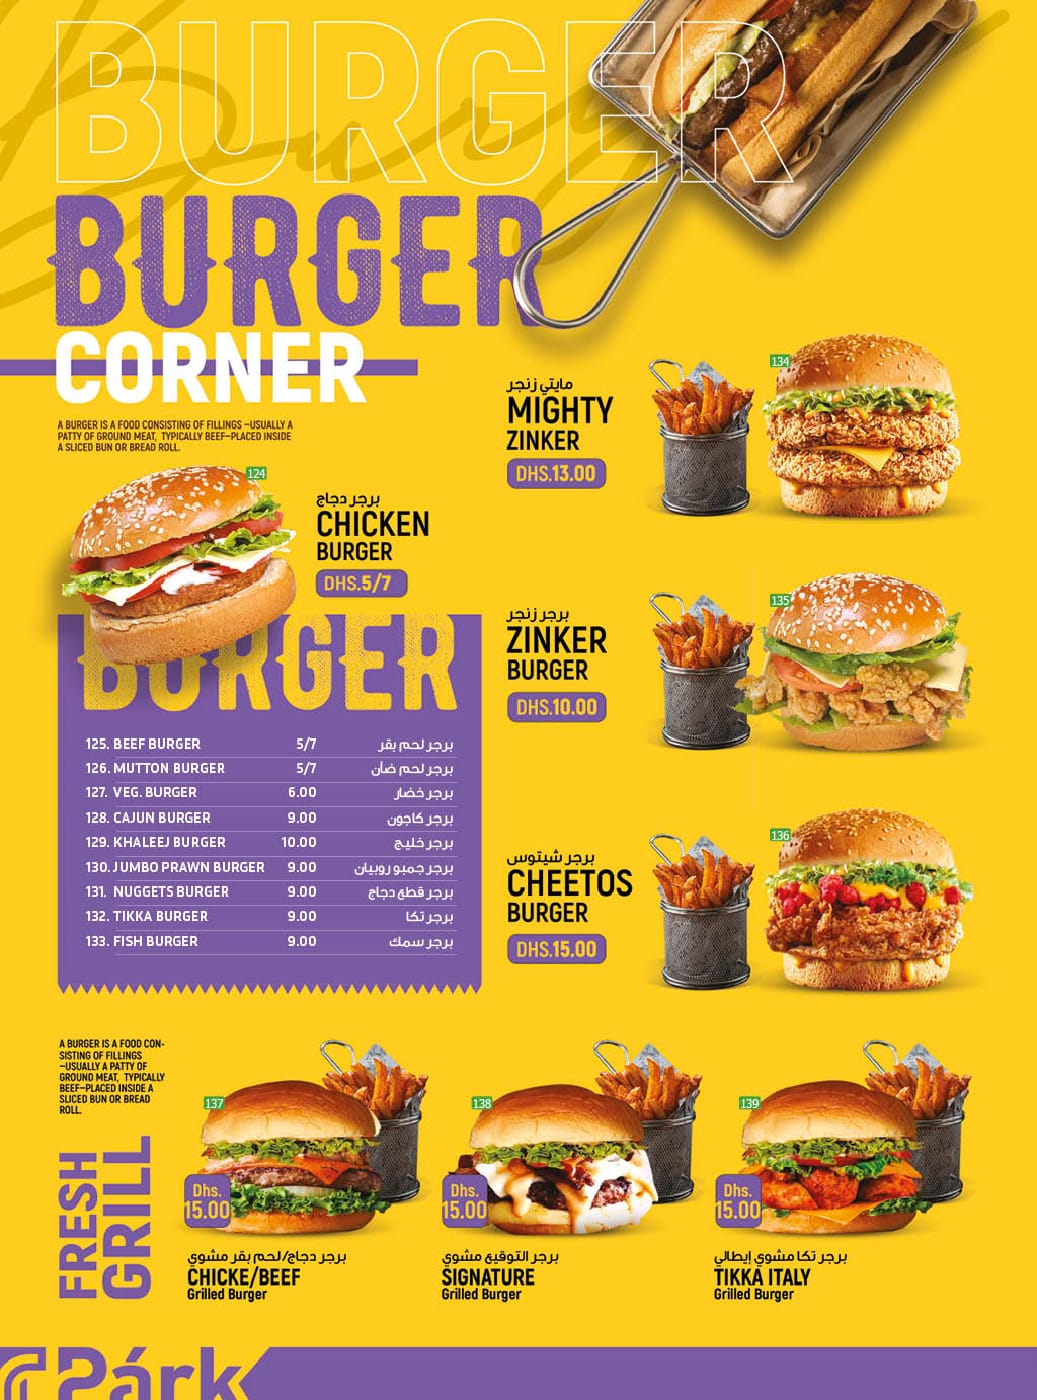 BURGER
BURGER
CORNER
A BURGER IS A FOOD CONSISTING OF FILLINGS –USUALLY A
PATTY OF GROUND MEAT, TYPICALLY BEEF–PLACED INSIDE
A SLICED BUN OR BREAD ROLL.
124
برجر دجاج
CHICKEN
BURGER
DHS.5/7
BURGER
125. BEEF BURGER 5/7 برجر لحم بقر
126. MUTTON BURGER 5/7 برجر لحم ضأن
127. VEG. BURGER 6.00 برجر خضار
128. CAJUN BURGER 9.00 برجر كاجون
129. KHALEEJ BURGER 10.00 برجر خليج
130. JUMBO PRAWN BURGER 9.00 برجر جمبو روبيان
131. NUGGETS BURGER 9.00 برجر قطع دجاج
132. TIKKA BURGER 9.00 برجر تكا
133. FISH BURGER 9.00 برجر سمك
134
مايتي زنجر
MIGHTY
ZINKER
DHS.13.00
135
برجر زنجر
ZINKER
BURGER
DHS.10.00
136
برجر شيتوس
CHEETOS
BURGER
DHS.15.00
A BURGER IS A FOOD CON-
SISTING OF FILLINGS
–USUALLY A PATTY OF
GROUND MEAT, TYPICALLY
BEEF–PLACED INSIDE A
SLICED BUN OR BREAD
ROLL.
FRESH
GRILL
137
Dhs.
15.00
برجر دجاج/لحم بقر مشوي
CHICKE/BEEF
Grilled Burger
138
Dhs.
15.00
برجر التوقيع مشوي
SIGNATURE
Grilled Burger
139
Dhs.
15.00
برجر تكا مشوي إيطالي
TIKKA ITALY
Grilled Burger
Párk